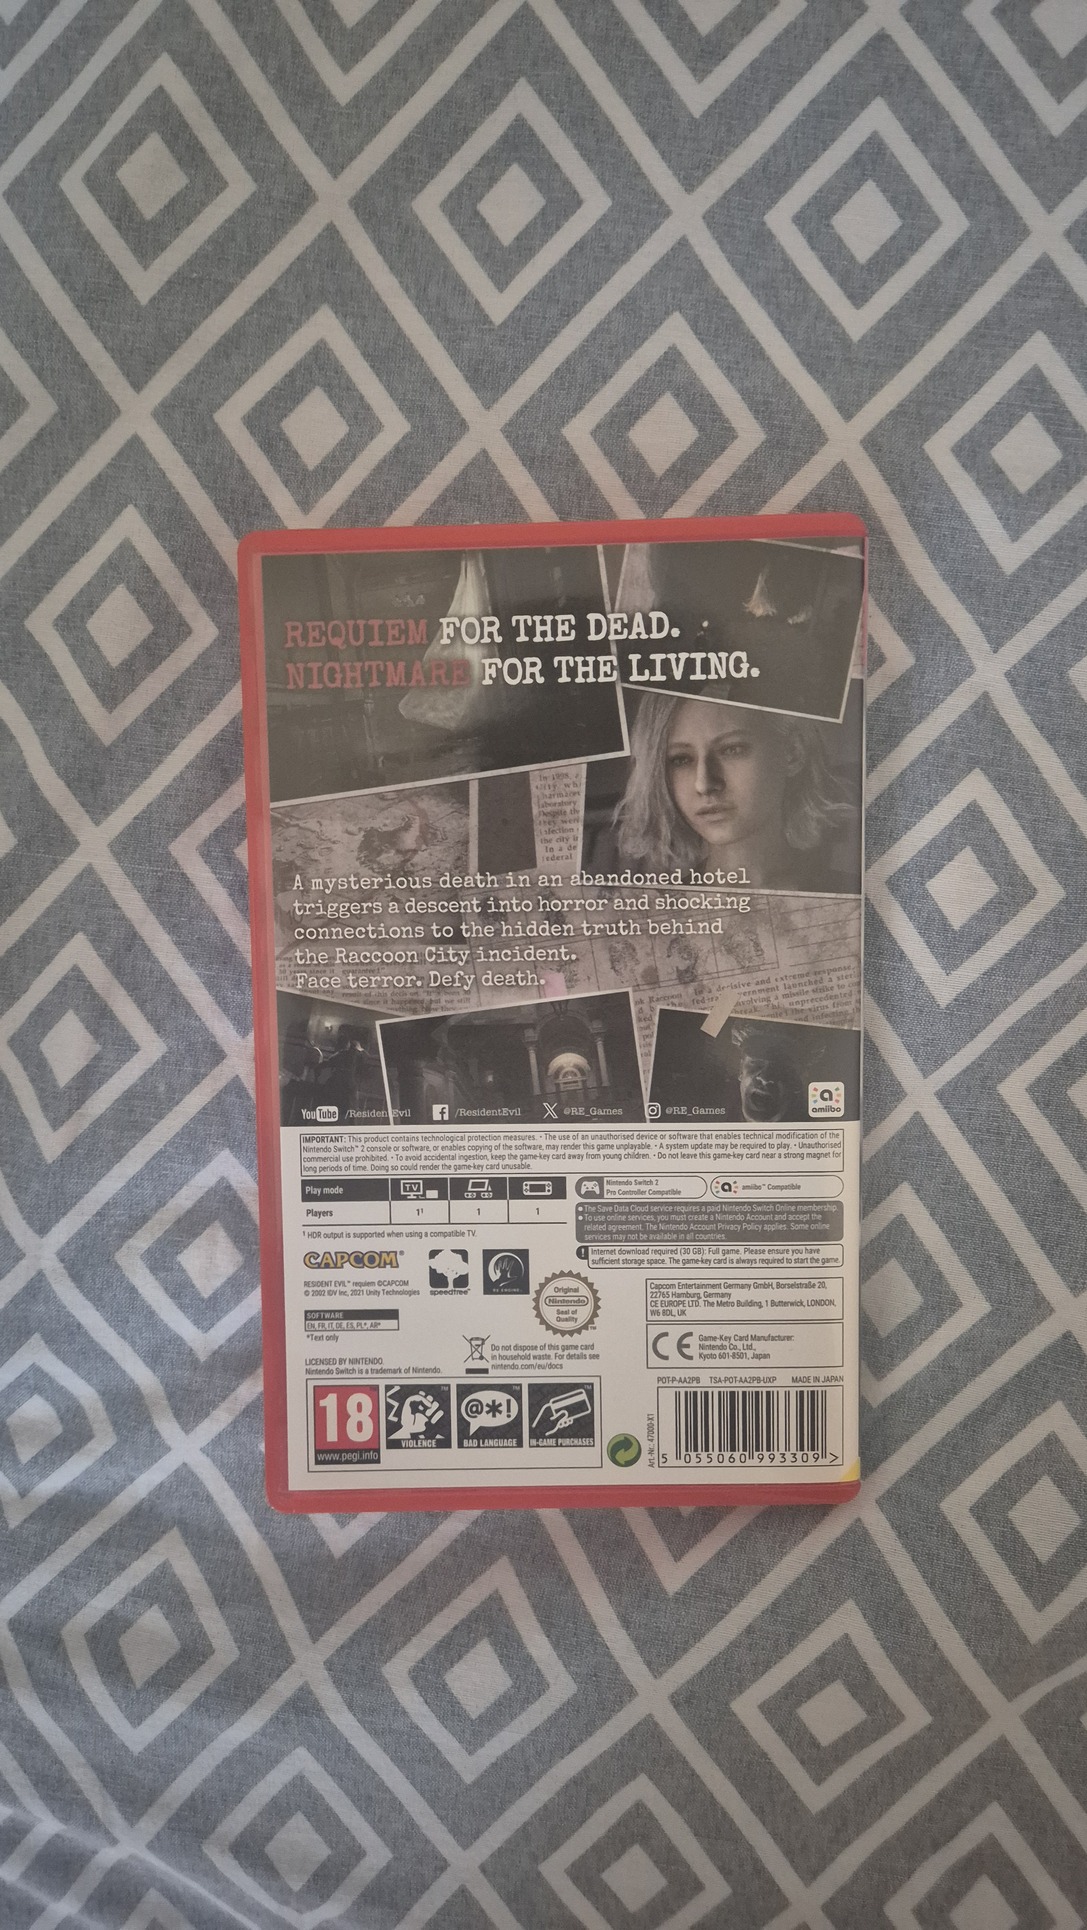 REQUIEM FOR THE DEAD.
NIGHTMARE FOR THE LIVING.
A mysterious death in an abandoned hotel
triggers a descent into horror and shocking
connections to the hidden truth behind
the Raccoon City incident.
Face terror. Defy death.
YouTube /ResidentEvil
/ResidentEvil
@RE_Games
@RE_Games
amiibo
IMPORTANT: This product contains technological protection measures. • The use of an unauthorised device or software that enables technical modification of the
Nintendo Switch™ 2 console or software, or enables copying of the software, may render this game unplayable. • A system update may be required to play. • Unauthorised
commercial use prohibited. • To avoid accidental ingestion, keep the game-key card away from young children. • Do not leave this game-key card near a strong magnet for
long periods of time. Doing so could render the game-key card unusable.
Play mode TV
Players 1¹ 1 1
¹ HDR output is supported when using a compatible TV.
Nintendo Switch 2
Pro Controller Compatible
amiibo™ Compatible
• The Save Data Cloud service requires a paid Nintendo Switch Online membership.
• To use online services, you must create a Nintendo Account and accept the
related agreement. The Nintendo Account Privacy Policy applies. Some online
services may not be available in all countries.
! Internet download required (30 GB): Full game. Please ensure you have
sufficient storage space. The game-key card is always required to start the game.
CAPCOM®
speedtree™
RE ENGINE
RESIDENT EVIL™ requiem ©CAPCOM
© 2002 IDV Inc, 2021 Unity Technologies
Original
Nintendo
Seal of
Quality
SOFTWARE
EN, FR, IT, DE, ES, PL*, AR*
*Text only
Do not dispose of this game card
in household waste. For details see
nintendo.com/eu/docs
LICENSED BY NINTENDO.
Nintendo Switch is a trademark of Nintendo.
Capcom Entertainment Germany GmbH, Borselstraße 20,
22765 Hamburg, Germany
CE EUROPE LTD. The Metro Building, 1 Butterwick, LONDON,
W6 8DL, UK
CE
Game-Key Card Manufacturer:
Nintendo Co., Ltd.,
Kyoto 601-8501, Japan
POT-P-AA2PB TSA-POT-AA2PB-UXP MADE IN JAPAN
18
www.pegi.info
VIOLENCE
@*!
BAD LANGUAGE
IN-GAME PURCHASES
Art.-Nr.: 47000-X1
5 055060 993309 >